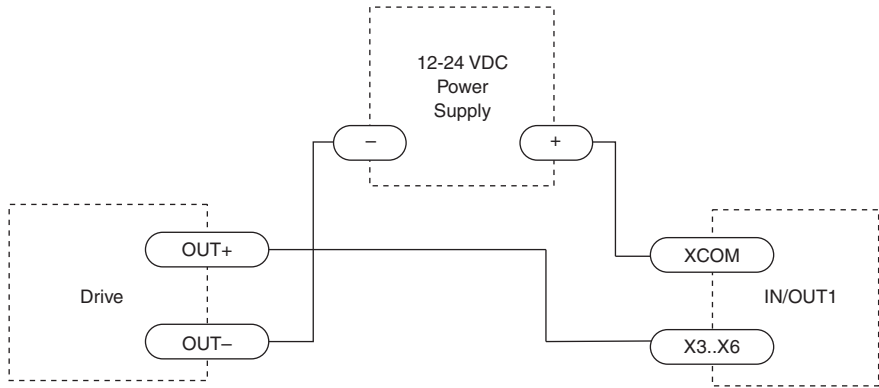 12-24 VDC
Power
Supply
–
+
OUT+
XCOM
Drive
IN/OUT1
OUT–
X3..X6